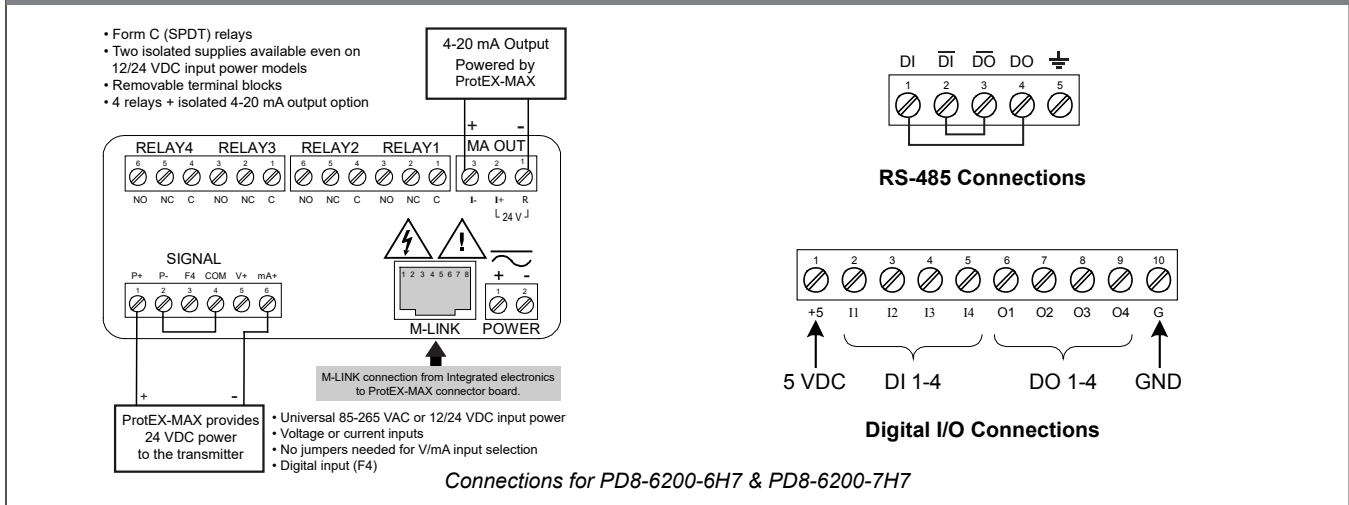 • Form C (SPDT) relays
• Two isolated supplies available even on
12/24 VDC input power models
• Removable terminal blocks
• 4 relays + isolated 4-20 mA output option
4-20 mA Output
Powered by
ProtEX-MAX
+ -
RELAY4 RELAY3 RELAY2 RELAY1 MA OUT
6 5 4 3 2 1 6 5 4 3 2 1 3 2 1
NO NC C NO NC C NO NC C NO NC C I- I+ R
24 V
SIGNAL
P+ P- F4 COM V+ mA+
1 2 3 4 5 6
1 2 3 4 5 6 7 8
M-LINK
!
+ -
1 2
POWER
M-LINK connection from Integrated electronics
to ProtEX-MAX connector board.
+ -
ProtEX-MAX provides
24 VDC power
to the transmitter
• Universal 85-265 VAC or 12/24 VDC input power
• Voltage or current inputs
• No jumpers needed for V/mA input selection
• Digital input (F4)
DI D̅I̅ D̅O̅ DO
1 2 3 4 5
RS-485 Connections
1 2 3 4 5 6 7 8 9 10
+5 I1 I2 I3 I4 O1 O2 O3 O4 G
5 VDC DI 1-4 DO 1-4 GND
Digital I/O Connections
Connections for PD8-6200-6H7 & PD8-6200-7H7